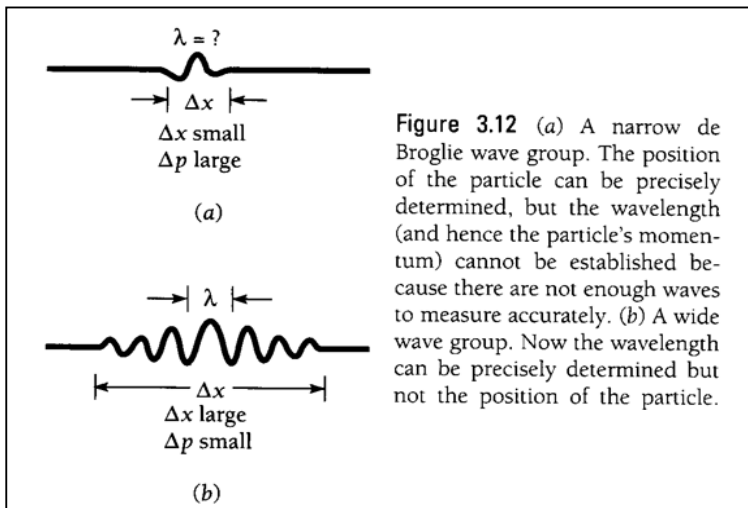 λ = ?
Δx
Δx small
Δp large
(a)
λ
Δx
Δx large
Δp small
(b)
Figure 3.12 (a) A narrow de
Broglie wave group. The position
of the particle can be precisely
determined, but the wavelength
(and hence the particle's momen-
tum) cannot be established be-
cause there are not enough waves
to measure accurately. (b) A wide
wave group. Now the wavelength
can be precisely determined but
not the position of the particle.